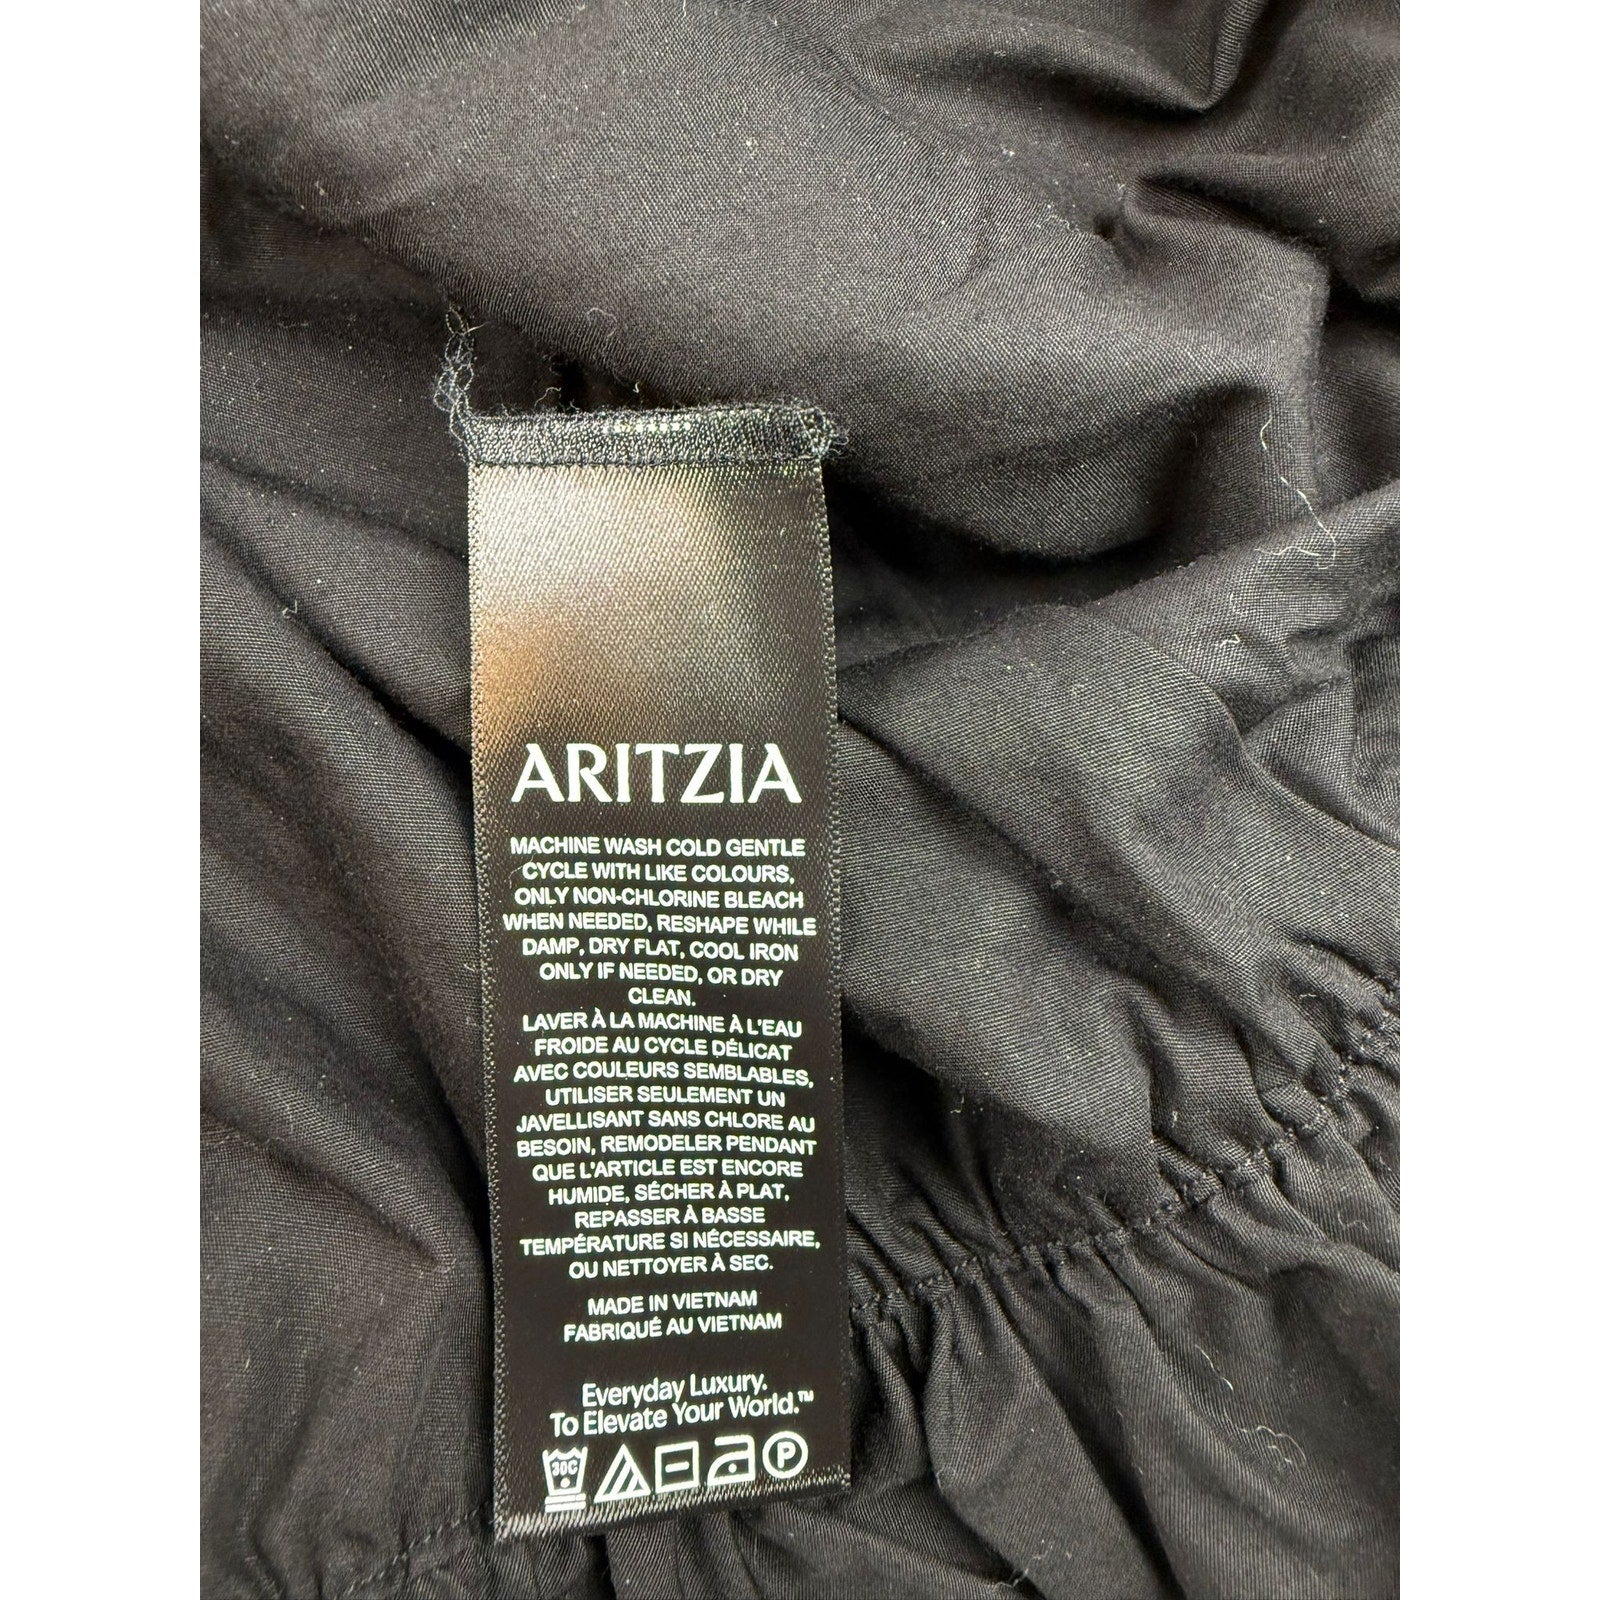 ARITZIA
MACHINE WASH COLD GENTLE
CYCLE WITH LIKE COLOURS,
ONLY NON-CHLORINE BLEACH
WHEN NEEDED, RESHAPE WHILE
DAMP, DRY FLAT, COOL IRON
ONLY IF NEEDED, OR DRY
CLEAN.
LAVER À LA MACHINE À L'EAU
FROIDE AU CYCLE DÉLICAT
AVEC COULEURS SEMBLABLES,
UTILISER SEULEMENT UN
JAVELLISANT SANS CHLORE AU
BESOIN, REMODELER PENDANT
QUE L'ARTICLE EST ENCORE
HUMIDE, SÉCHER À PLAT,
REPASSER À BASSE
TEMPÉRATURE SI NÉCESSAIRE,
OU NETTOYER À SEC.
MADE IN VIETNAM
FABRIQUÉ AU VIETNAM
Everyday Luxury.
To Elevate Your World.™
30C P